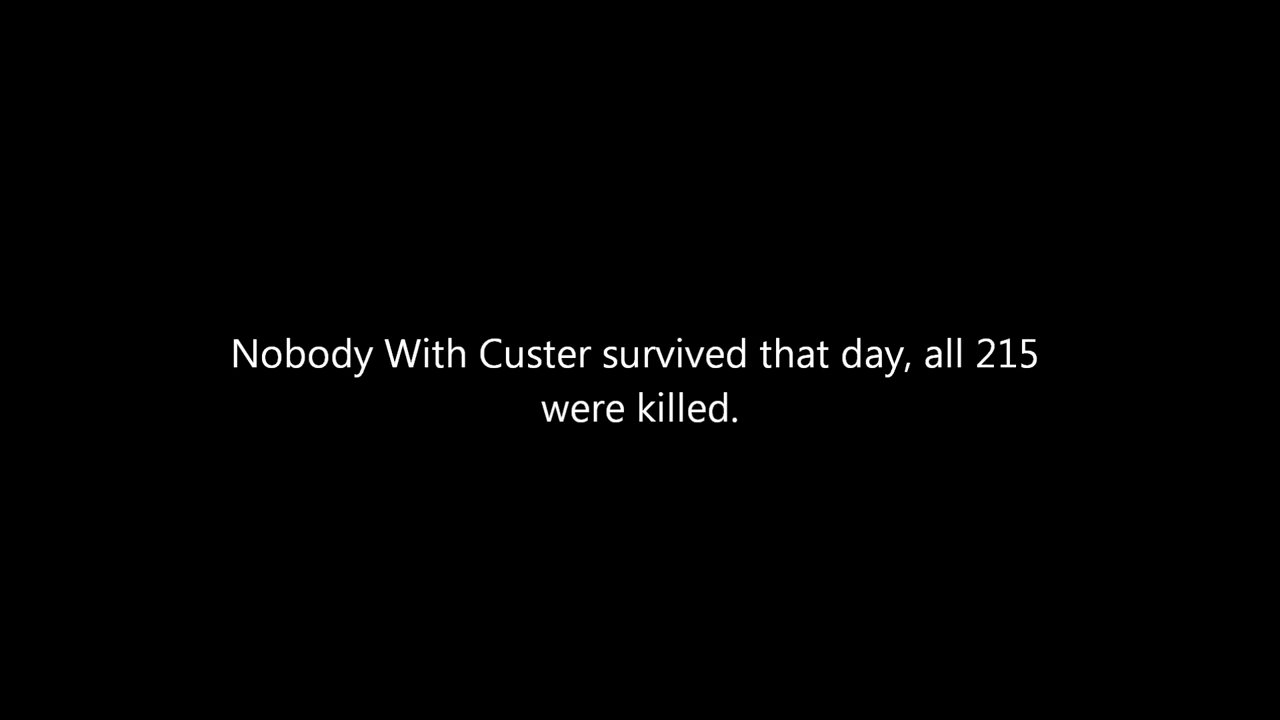 Nobody With Custer survived that day, all 215
were killed.